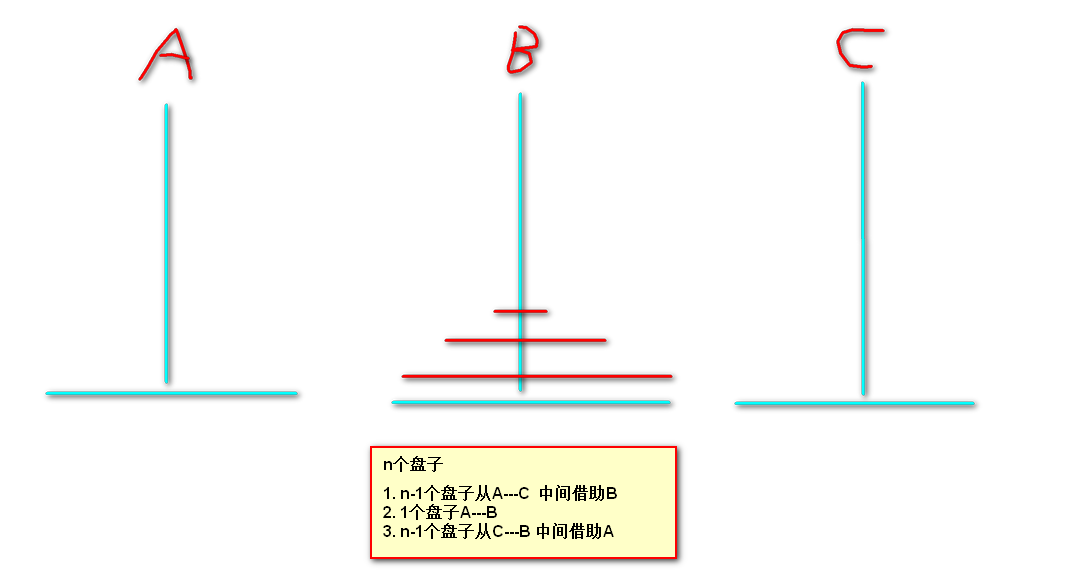 A B C
n个盘子
1. n-1个盘子从A---C 中间借助B
2. 1个盘子A---B
3. n-1个盘子从C---B 中间借助A